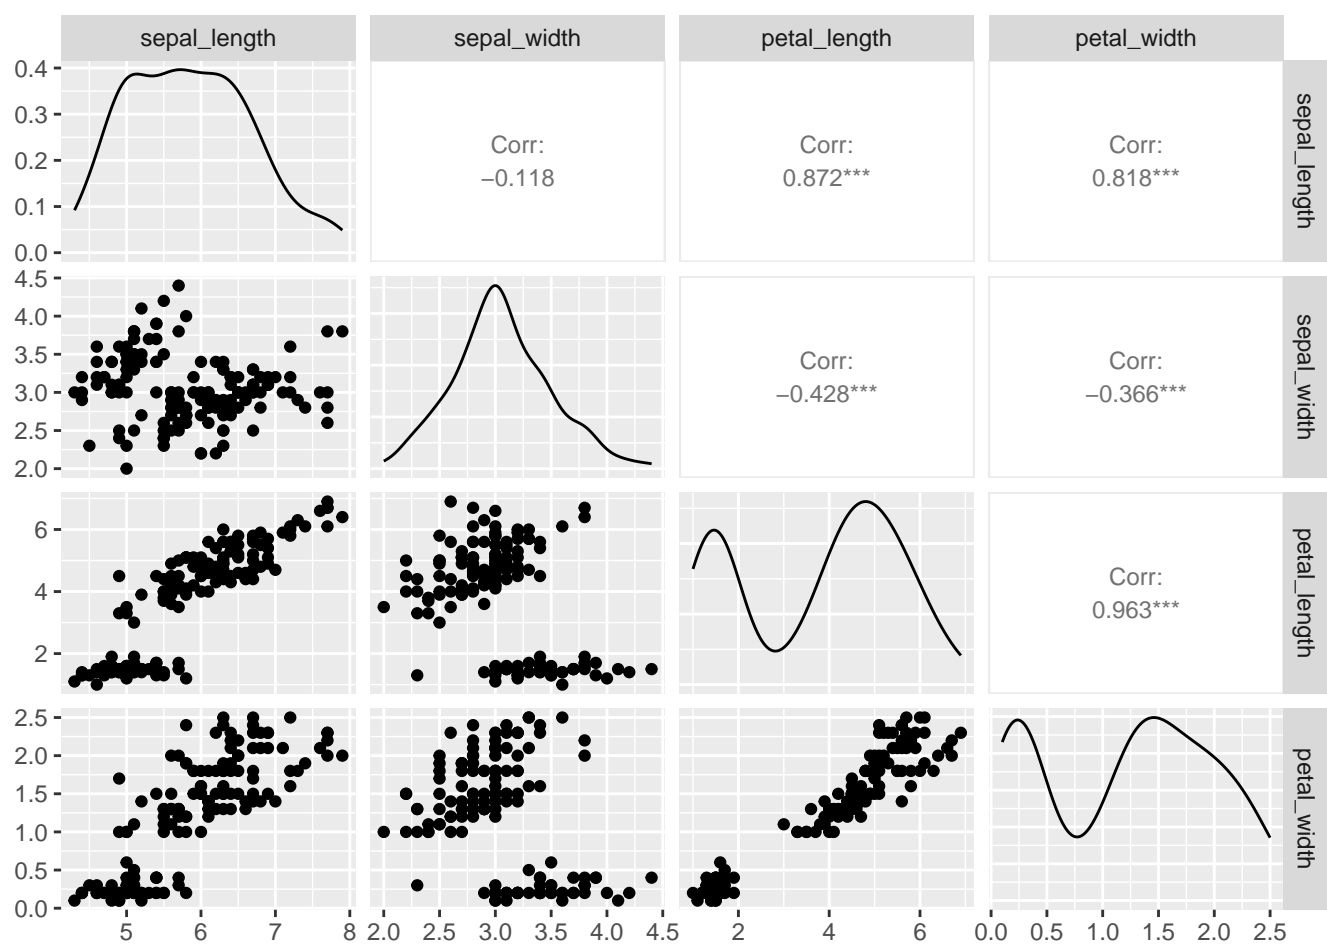 sepal_length
sepal_width
petal_length
petal_width
0.4
0.3
0.2
0.1
0.0
Corr:
−0.118
Corr:
0.872***
Corr:
0.818***
sepal_length
4.5
4.0
3.5
3.0
2.5
2.0
Corr:
−0.428***
Corr:
−0.366***
sepal_width
6
4
2
Corr:
0.963***
petal_length
2.5
2.0
1.5
1.0
0.5
0.0
petal_width
5 6 7 8
2.0 2.5 3.0 3.5 4.0 4.5
2 4 6
0.0 0.5 1.0 1.5 2.0 2.5